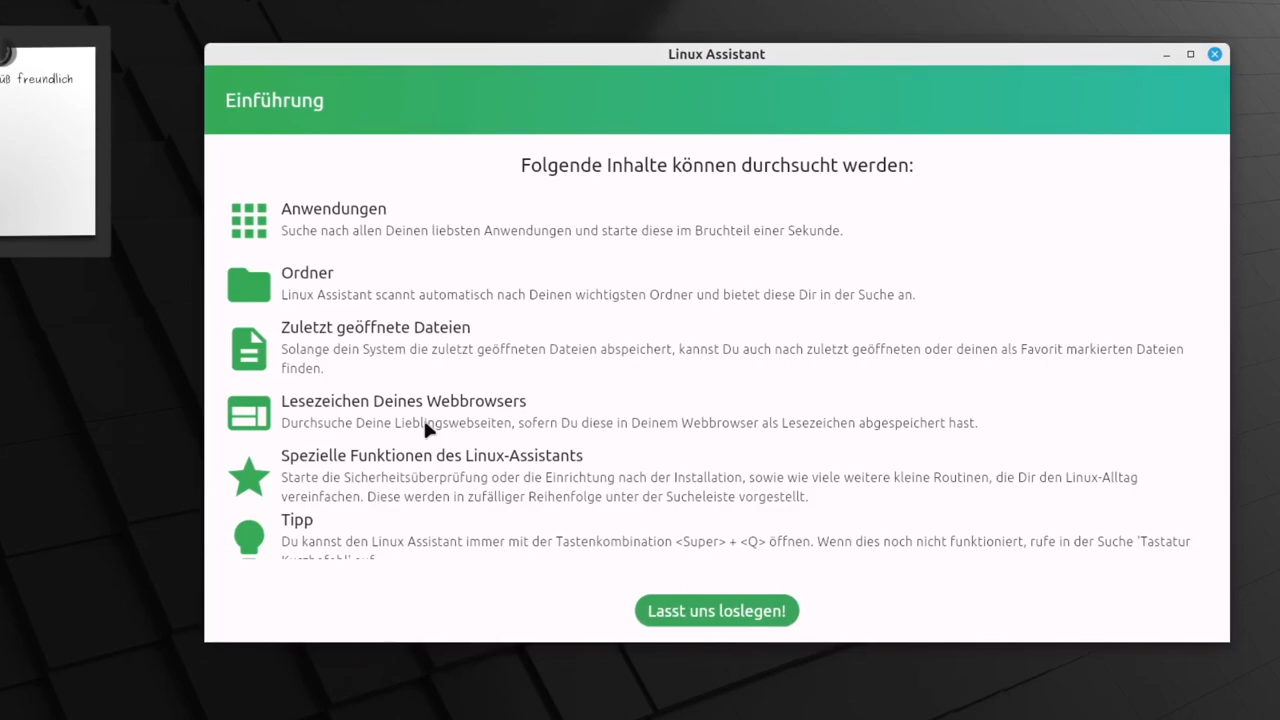 Linux Assistant
üß freundlich
Einführung
Folgende Inhalte können durchsucht werden:
Anwendungen
Suche nach allen Deinen liebsten Anwendungen und starte diese im Bruchteil einer Sekunde.
Ordner
Linux Assistant scannt automatisch nach Deinen wichtigsten Ordner und bietet diese Dir in der Suche an.
Zuletzt geöffnete Dateien
Solange dein System die zuletzt geöffneten Dateien abspeichert, kannst Du auch nach zuletzt geöffneten oder deinen als Favorit markierten Dateien
finden.
Lesezeichen Deines Webbrowsers
Durchsuche Deine Lieblingswebseiten, sofern Du diese in Deinem Webbrowser als Lesezeichen abgespeichert hast.
Spezielle Funktionen des Linux-Assistants
Starte die Sicherheitsüberprüfung oder die Einrichtung nach der Installation, sowie wie viele weitere kleine Routinen, die Dir den Linux-Alltag
vereinfachen. Diese werden in zufälliger Reihenfolge unter der Sucheleiste vorgestellt.
Tipp
Du kannst den Linux Assistant immer mit der Tastenkombination <Super> + <Q> öffnen. Wenn dies noch nicht funktioniert, rufe in der Suche 'Tastatur
Lasst uns loslegen!